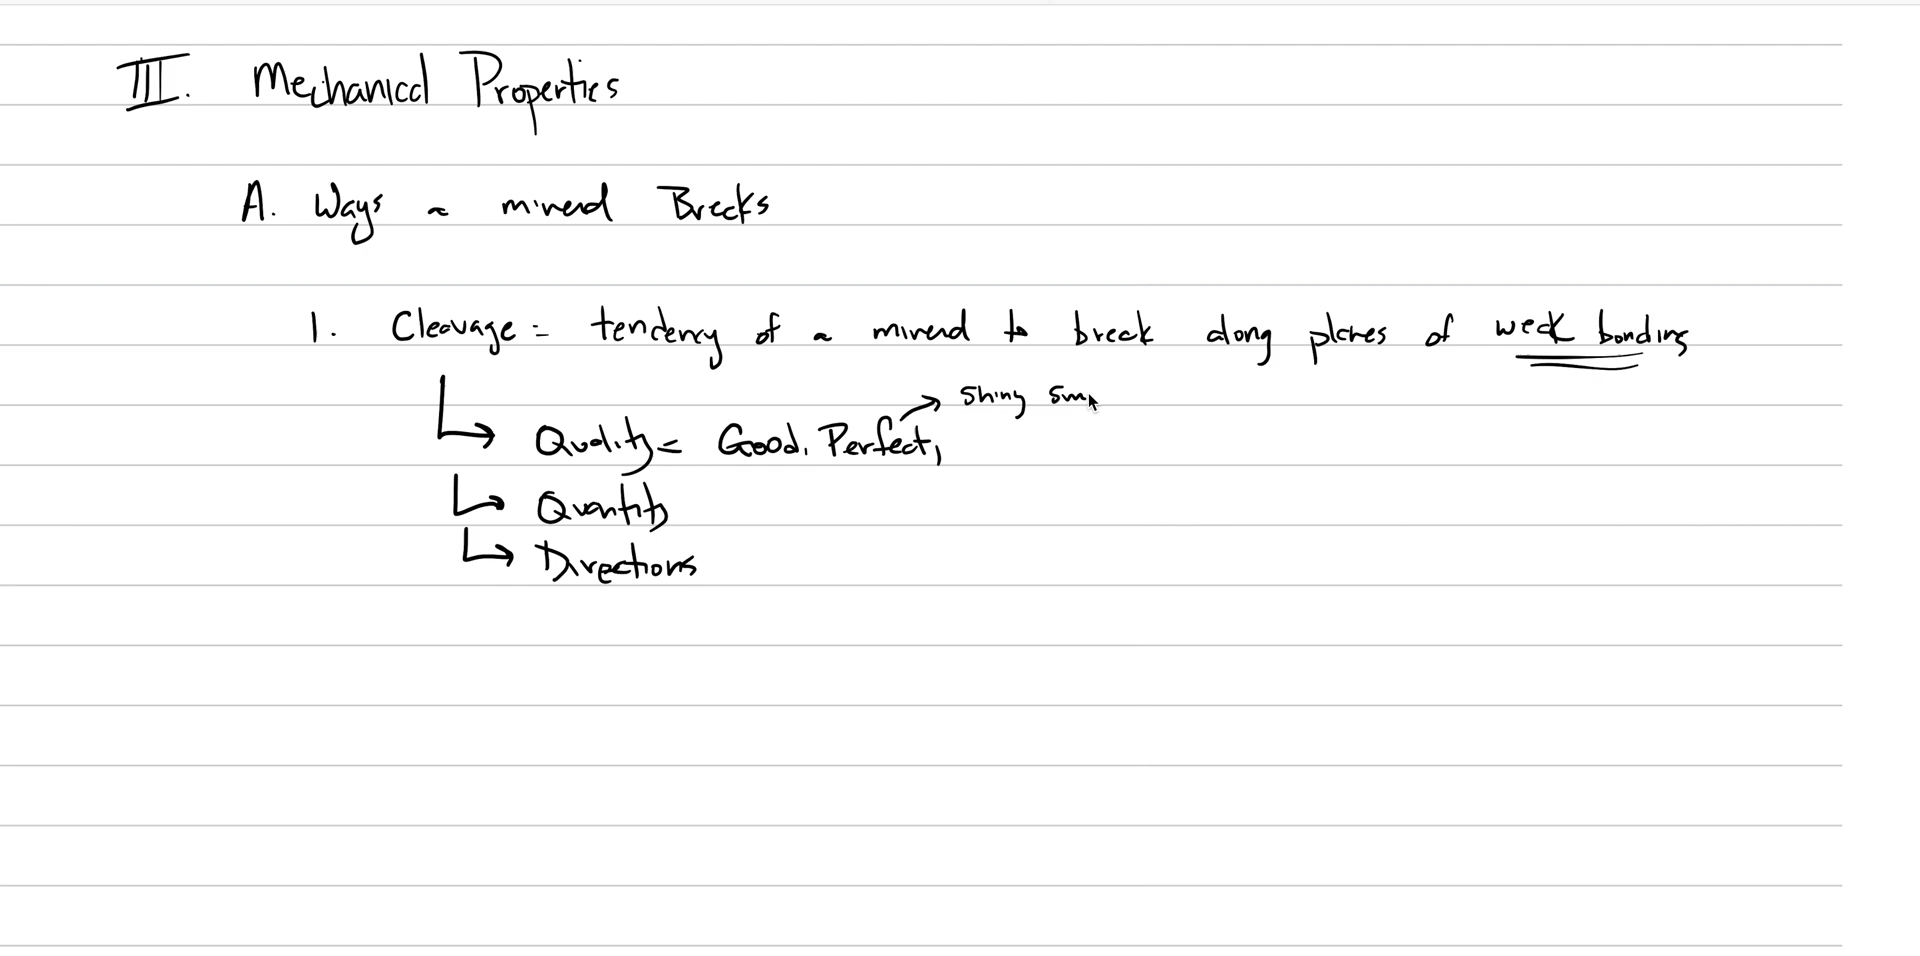 III. Mechanical Properties
A. Ways a mineral Breaks
1. Cleavage = tendency of a mineral to break along planes of weak bonding
shiny sm
Quality = Good, Perfect,
Quantity
Directions